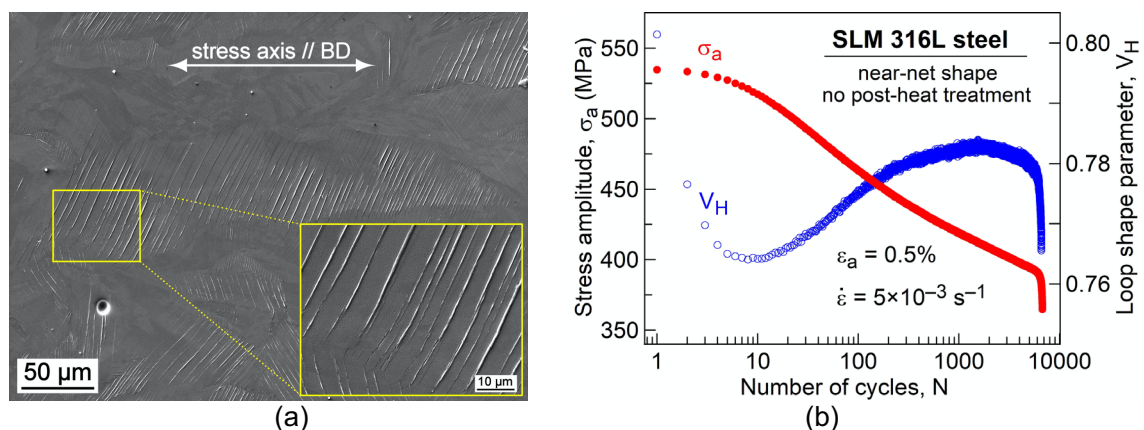 stress axis // BD
50 µm
10 µm
(a)
Stress amplitude, σa (MPa)
550
500
450
400
350
σa
SLM 316L steel
near-net shape
no post-heat treatment
VH
εa = 0.5%
ε̇ = 5×10⁻³ s⁻¹
0.80
0.78
0.76
Loop shape parameter, VH
1
10
100
1000
10000
Number of cycles, N
(b)